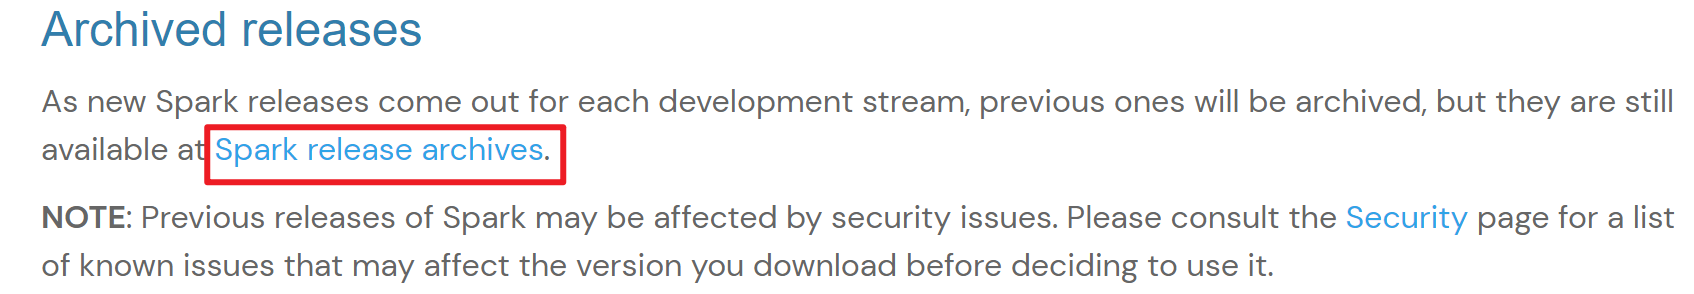 Archived releases
As new Spark releases come out for each development stream, previous ones will be archived, but they are still
available at Spark release archives.
NOTE: Previous releases of Spark may be affected by security issues. Please consult the Security page for a list
of known issues that may affect the version you download before deciding to use it.